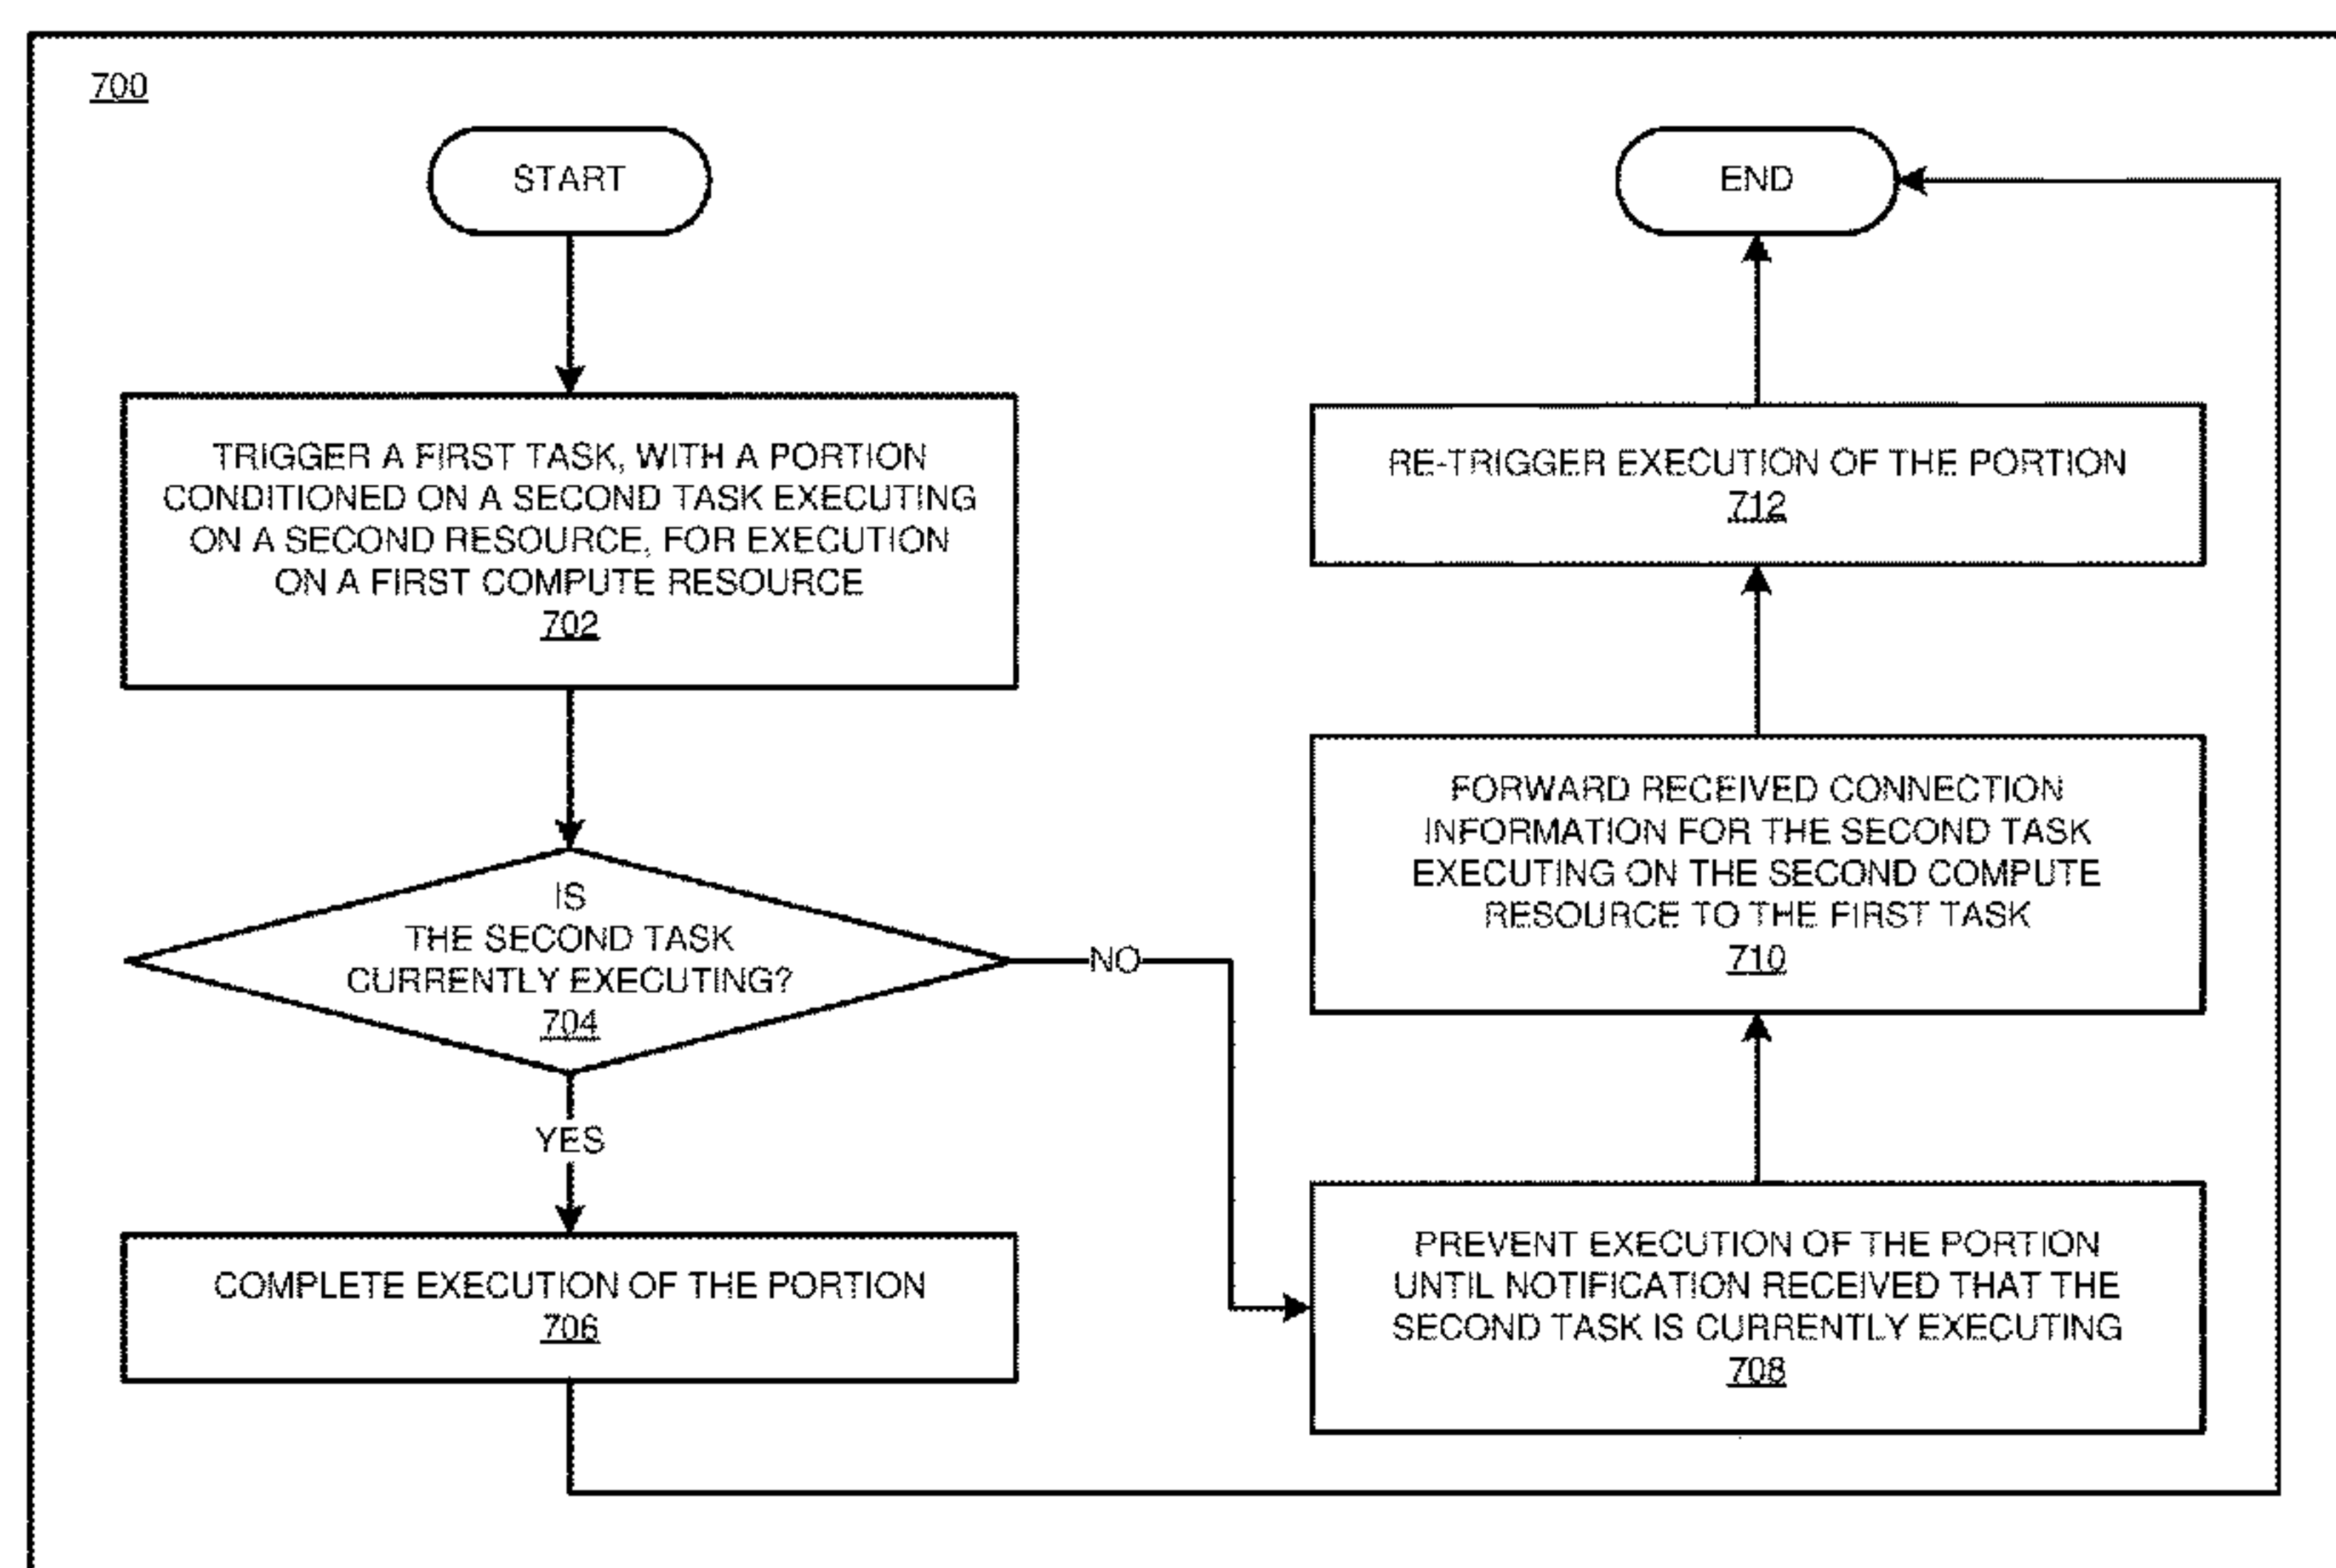 700
START
TRIGGER A FIRST TASK, WITH A PORTION
CONDITIONED ON A SECOND TASK EXECUTING
ON A SECOND RESOURCE, FOR EXECUTION
ON A FIRST COMPUTE RESOURCE
702
IS
THE SECOND TASK
CURRENTLY EXECUTING?
704
NO
YES
COMPLETE EXECUTION OF THE PORTION
706
PREVENT EXECUTION OF THE PORTION
UNTIL NOTIFICATION RECEIVED THAT THE
SECOND TASK IS CURRENTLY EXECUTING
708
FORWARD RECEIVED CONNECTION
INFORMATION FOR THE SECOND TASK
EXECUTING ON THE SECOND COMPUTE
RESOURCE TO THE FIRST TASK
710
RE-TRIGGER EXECUTION OF THE PORTION
712
END